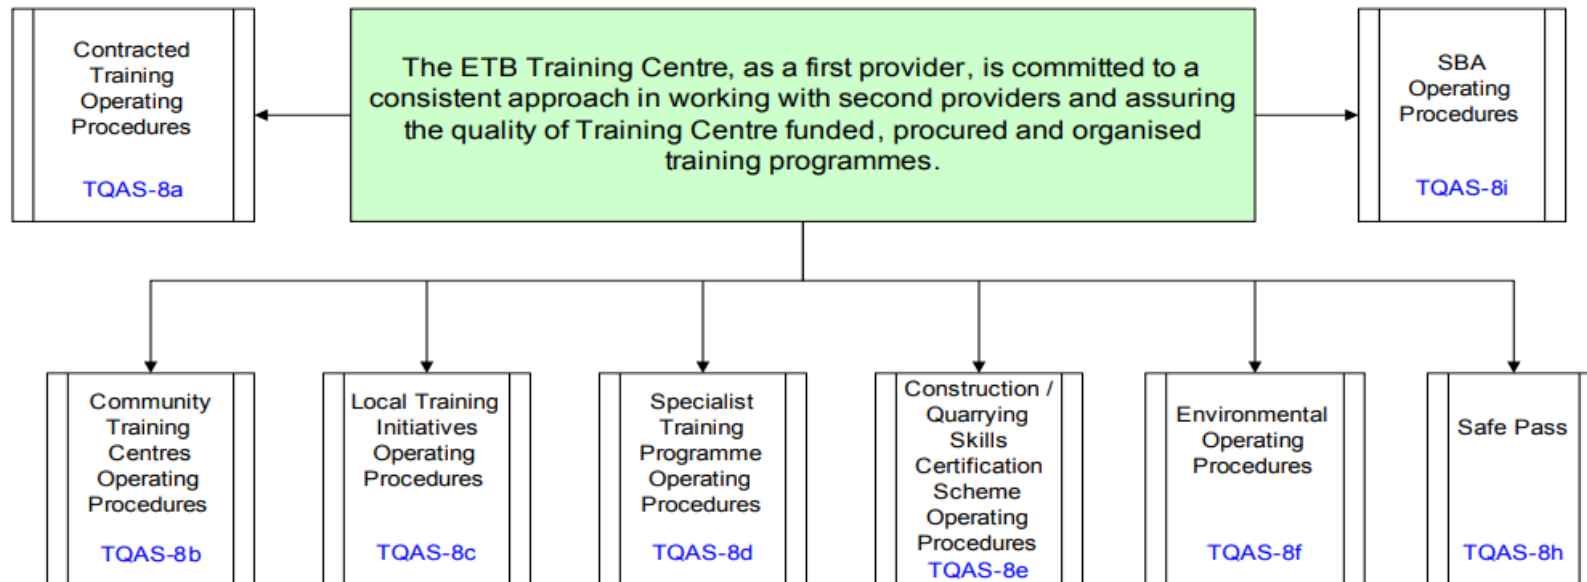 Contracted
Training
Operating
Procedures
TQAS-8a
The ETB Training Centre, as a first provider, is committed to a
consistent approach in working with second providers and assuring
the quality of Training Centre funded, procured and organised
training programmes.
SBA
Operating
Procedures
TQAS-8i
Community
Training
Centres
Operating
Procedures
TQAS-8b
Local Training
Initiatives
Operating
Procedures
TQAS-8c
Specialist
Training
Programme
Operating
Procedures
TQAS-8d
Construction /
Quarrying
Skills
Certification
Scheme
Operating
Procedures
TQAS-8e
Environmental
Operating
Procedures
TQAS-8f
Safe Pass
TQAS-8h